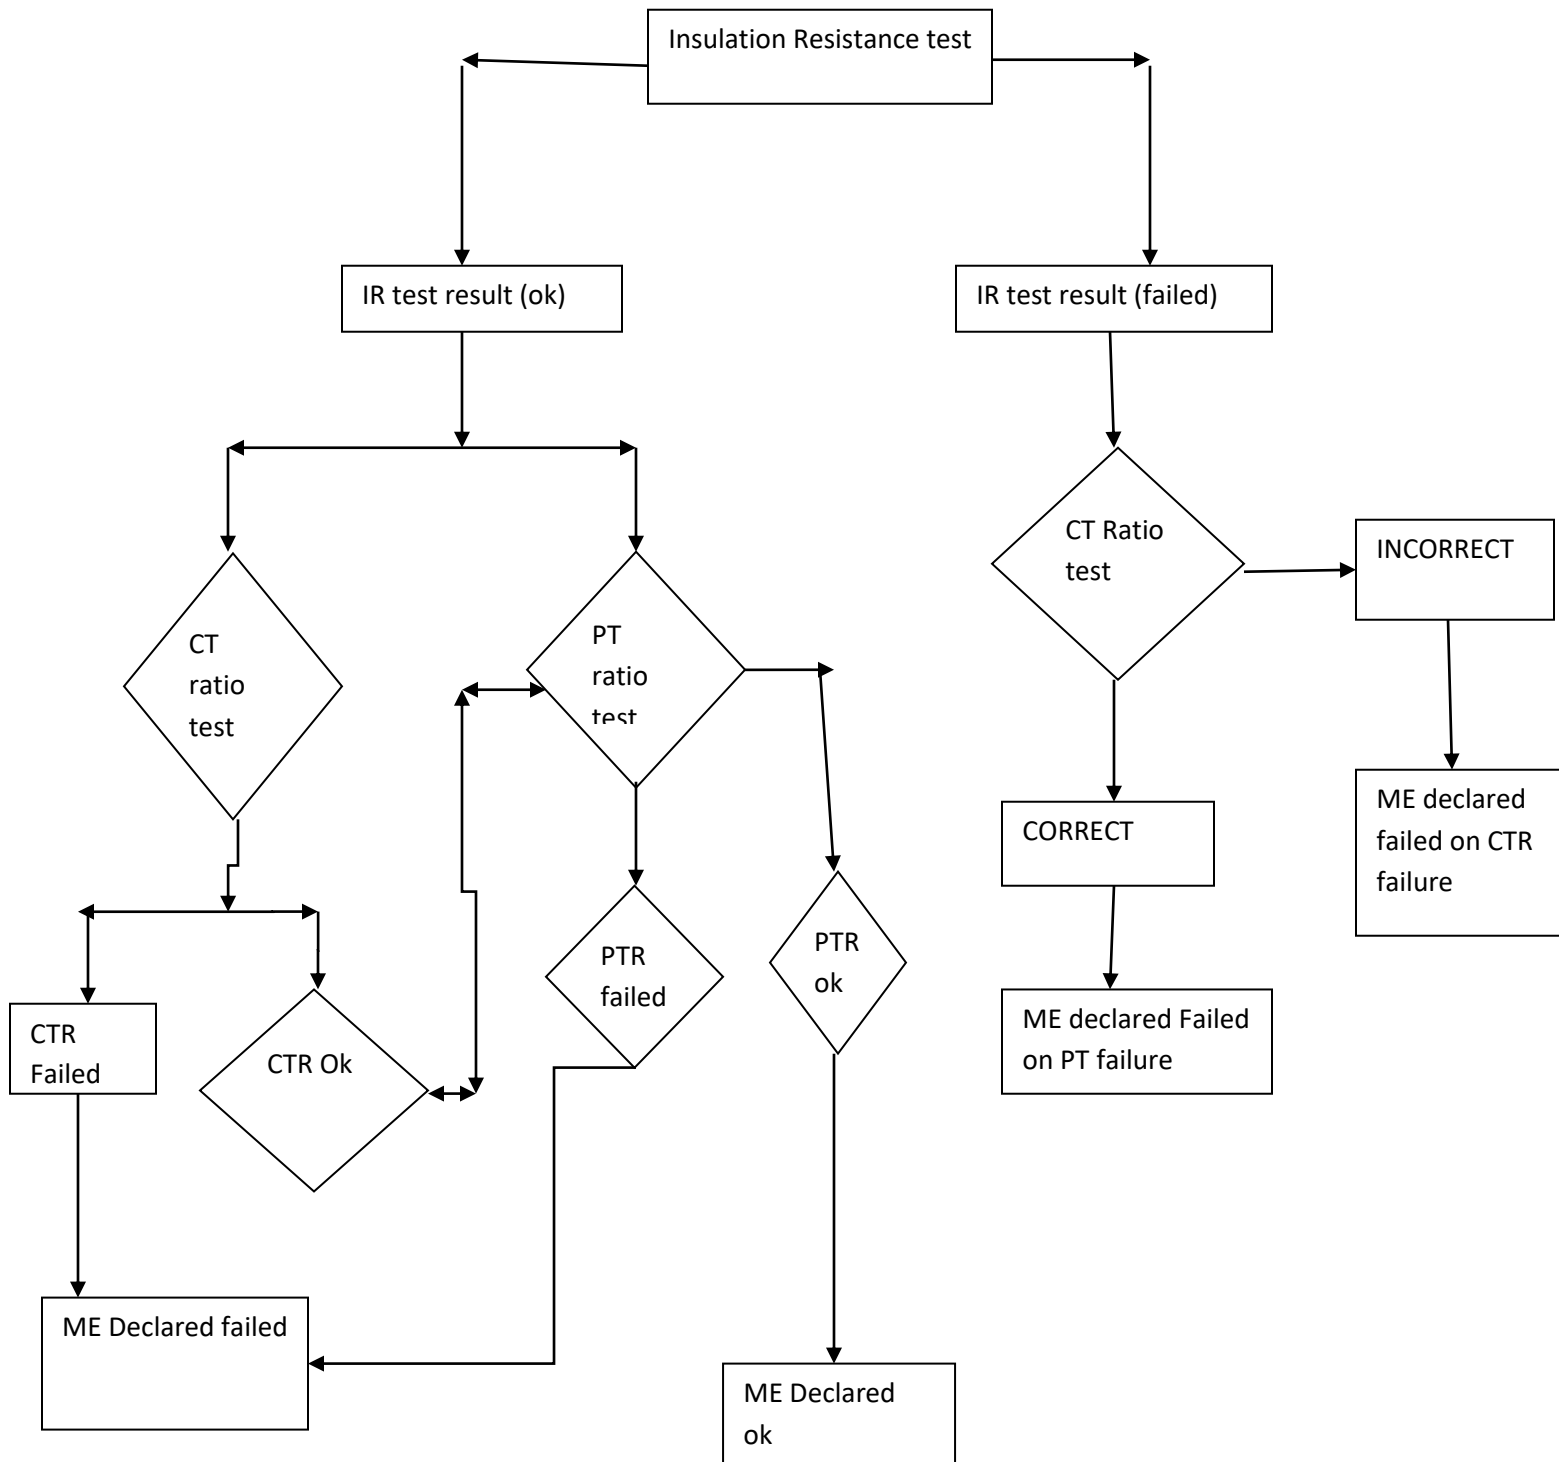 Insulation Resistance test
IR test result (ok)
IR test result (failed)
CT Ratio
test
INCORRECT
CT
ratio
test
PT
ratio
test
CORRECT
ME declared
failed on CTR
failure
PTR
failed
PTR
ok
CTR
Failed
CTR Ok
ME declared Failed
on PT failure
ME Declared failed
ME Declared
ok